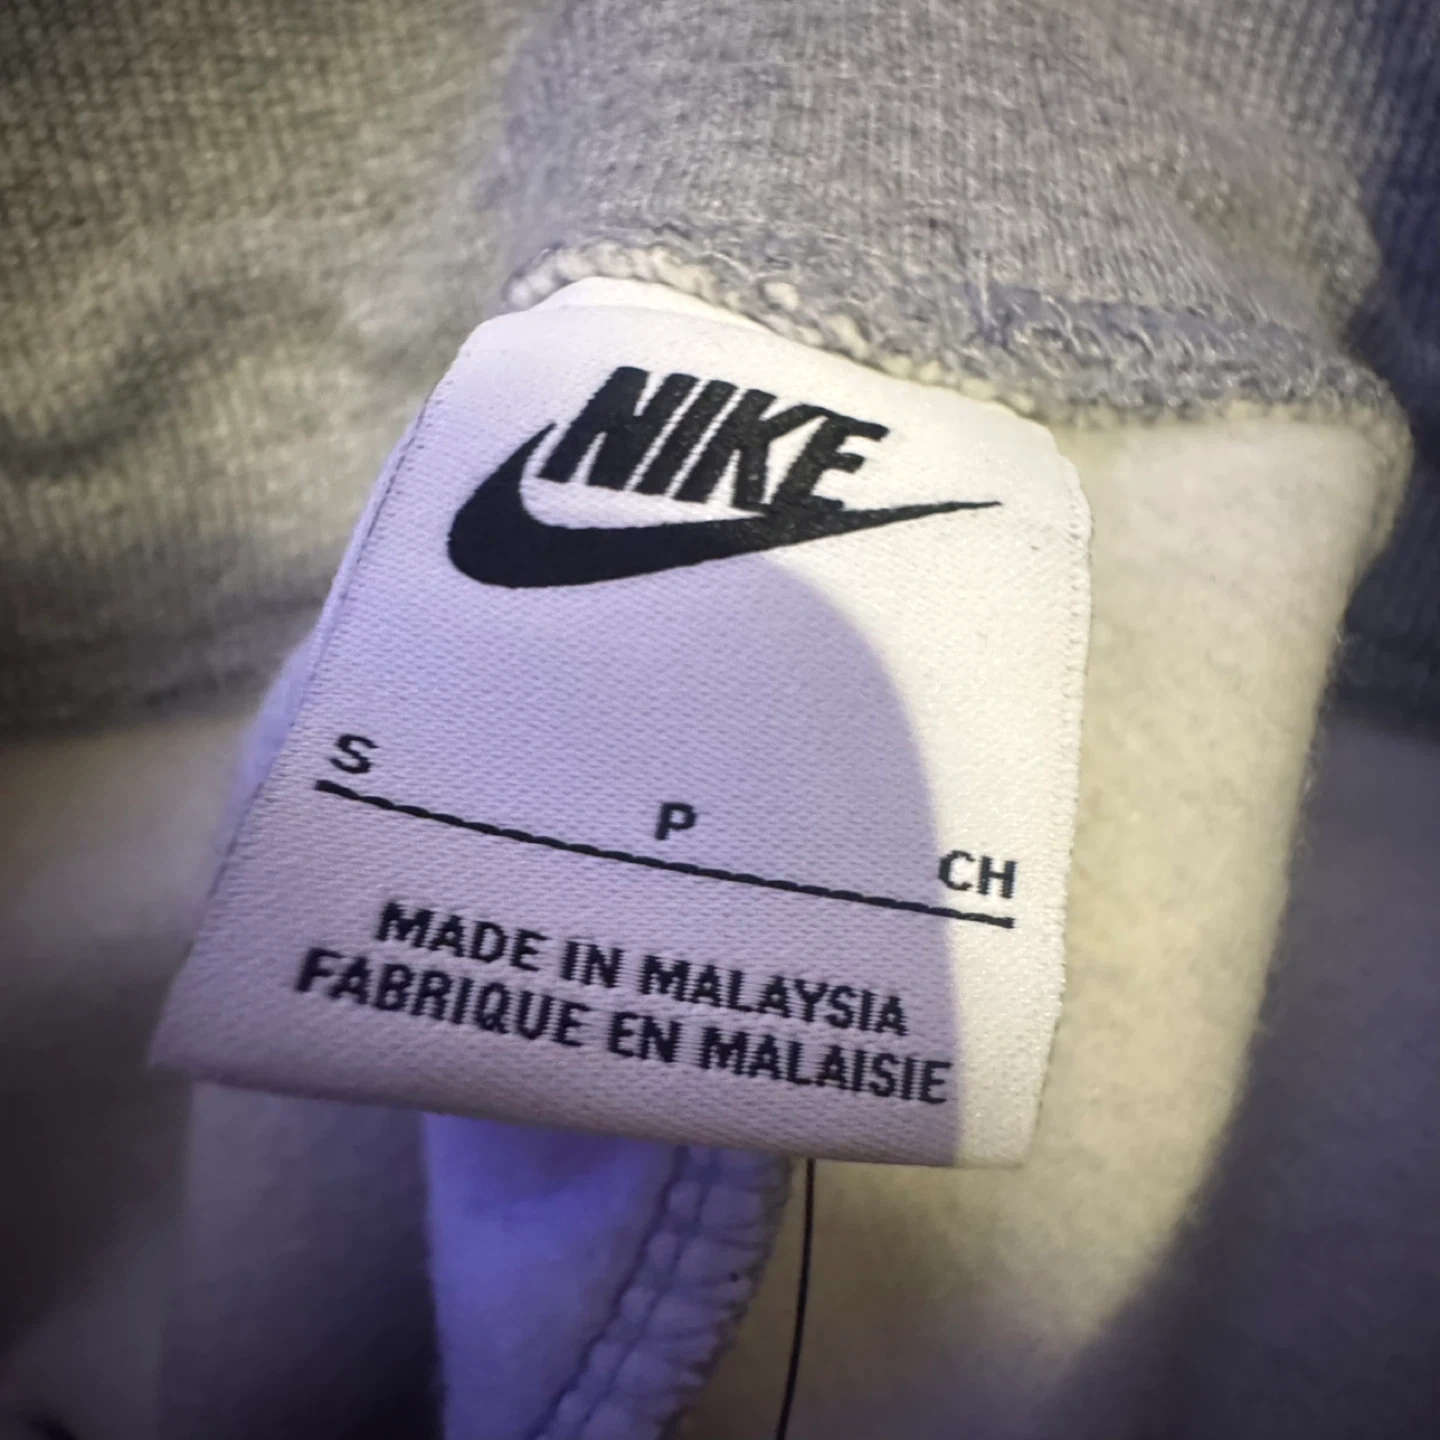 NIKE
S P CH
MADE IN MALAYSIA
FABRIQUE EN MALAISIE